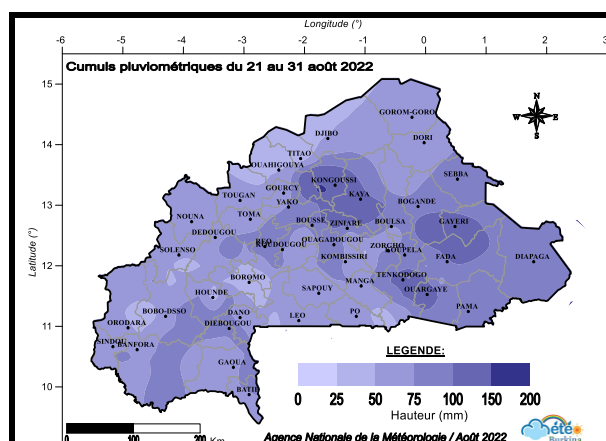 Longitude (°)
-6 -5 -4 -3 -2 -1 0 1 2 3
Cumuls pluviométriques du 21 au 31 août 2022
15
14
13
12
11
10
Latitude (°)
N
W E
S
GOROM-GORO
DJIBO
DORI
TITAO
OUAHIGOUYA
KONGOUSSI
SEBBA
TOUGAN
GOURCY
YAKO
KAYA
BOGANDE
NOUNA
TOMA
BOUSSE
ZINIARE
BOULSA
GAYERI
DEDOUGOU
KOUDOUGOU
OUAGADOUGOU
ZORGHO
KOUPELA
SOLENSO
KOMBISSIRI
FADA
DIAPAGA
BOROMO
TENKODOGO
HOUNDE
SAPOUY
MANGA
OUARGAYE
BOBO-DSSO
DANO
LEO
PO
PAMA
ORODARA
DIEBOUGOU
SINDOU
BANFORA
GAOUA
BATIE
LEGENDE:
0 25 50 75 100 150 200
Hauteur (mm)
0 100 200 Km
Agence Nationale de la Météorologie / Août 2022
météo
Burkina